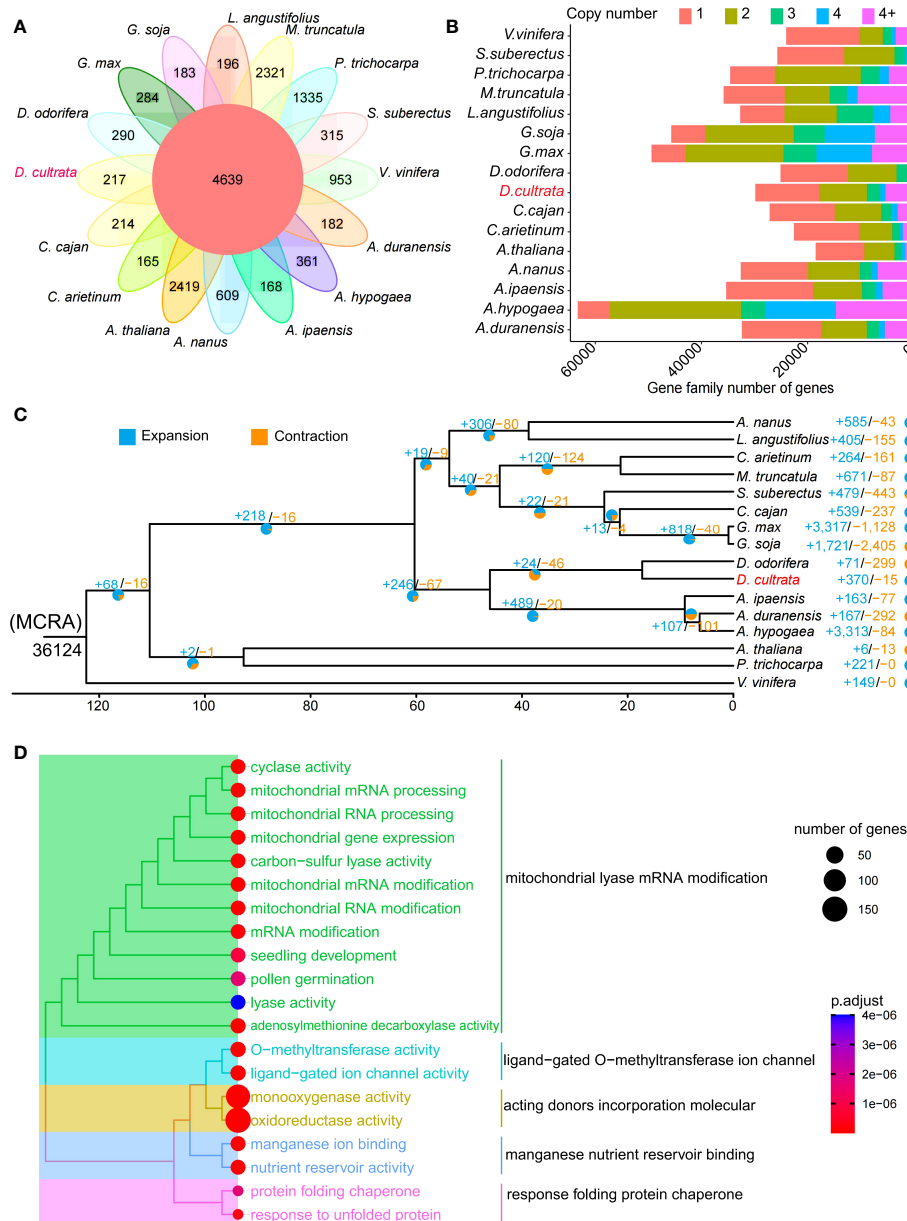 A
L. angustifolius
G. soja
M. truncatula
G. max
P. trichocarpa
D. odorifera
S. suberectus
D. cultrata
V. vinifera
C. cajan
A. duranensis
C. arietinum
A. hypogaea
A. thaliana
A. ipaensis
A. nanus
196
183
2321
284
1335
290
315
217
4639
953
214
182
165
361
2419
609
168
B
Copy number 1 2 3 4 4+
V.vinifera
S.suberectus
P.trichocarpa
M.truncatula
L.angustifolius
G.soja
G.max
D.odorifera
D.cultrata
C.cajan
C.arietinum
A.thaliana
A.nanus
A.ipaensis
A.hypogaea
A.duranensis
60000 40000 20000 0
Gene family number of genes
C
Expansion Contraction
+306/−80
+19/−9
+120/−124
+40/−21
+22/−21
+218/−16
+13/−4
+818/−40
+24/−46
+68/−16
+246/−67
+489/−20
+107/−101
+2/−1
(MCRA)
36124
A. nanus +585/−43
L. angustifolius +405/−155
C. arietinum +264/−161
M. truncatula +671/−87
S. suberectus +479/−443
C. cajan +539/−237
G. max +3,317/−1,128
G. soja +1,721/−2,405
D. odorifera +71/−299
D. cultrata +370/−15
A. ipaensis +163/−77
A. duranensis +167/−292
A. hypogaea +3,313/−84
A. thaliana +6/−13
P. trichocarpa +221/−0
V. vinifera +149/−0
120 100 80 60 40 20 0
D
cyclase activity
mitochondrial mRNA processing
mitochondrial RNA processing
mitochondrial gene expression
carbon−sulfur lyase activity
mitochondrial mRNA modification
mitochondrial RNA modification
mRNA modification
seedling development
pollen germination
lyase activity
adenosylmethionine decarboxylase activity
O−methyltransferase activity
ligand−gated ion channel activity
monooxygenase activity
oxidoreductase activity
manganese ion binding
nutrient reservoir activity
protein folding chaperone
response to unfolded protein
mitochondrial lyase mRNA modification
ligand−gated O−methyltransferase ion channel
acting donors incorporation molecular
manganese nutrient reservoir binding
response folding protein chaperone
number of genes
50
100
150
p.adjust
4e−06
3e−06
2e−06
1e−06